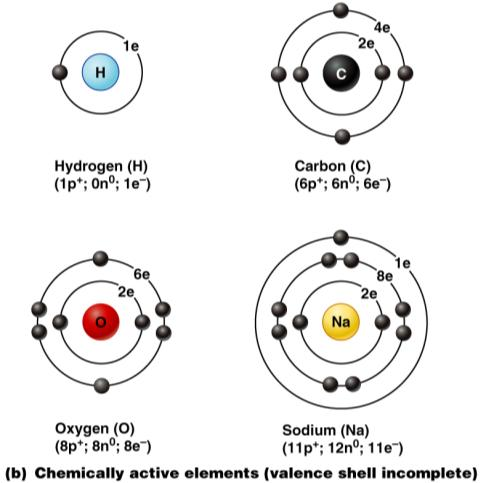 1e
H
Hydrogen (H)
(1p⁺; 0n⁰; 1e⁻)
4e
2e
C
Carbon (C)
(6p⁺; 6n⁰; 6e⁻)
6e
2e
O
Oxygen (O)
(8p⁺; 8n⁰; 8e⁻)
1e
8e
2e
Na
Sodium (Na)
(11p⁺; 12n⁰; 11e⁻)
(b) Chemically active elements (valence shell incomplete)